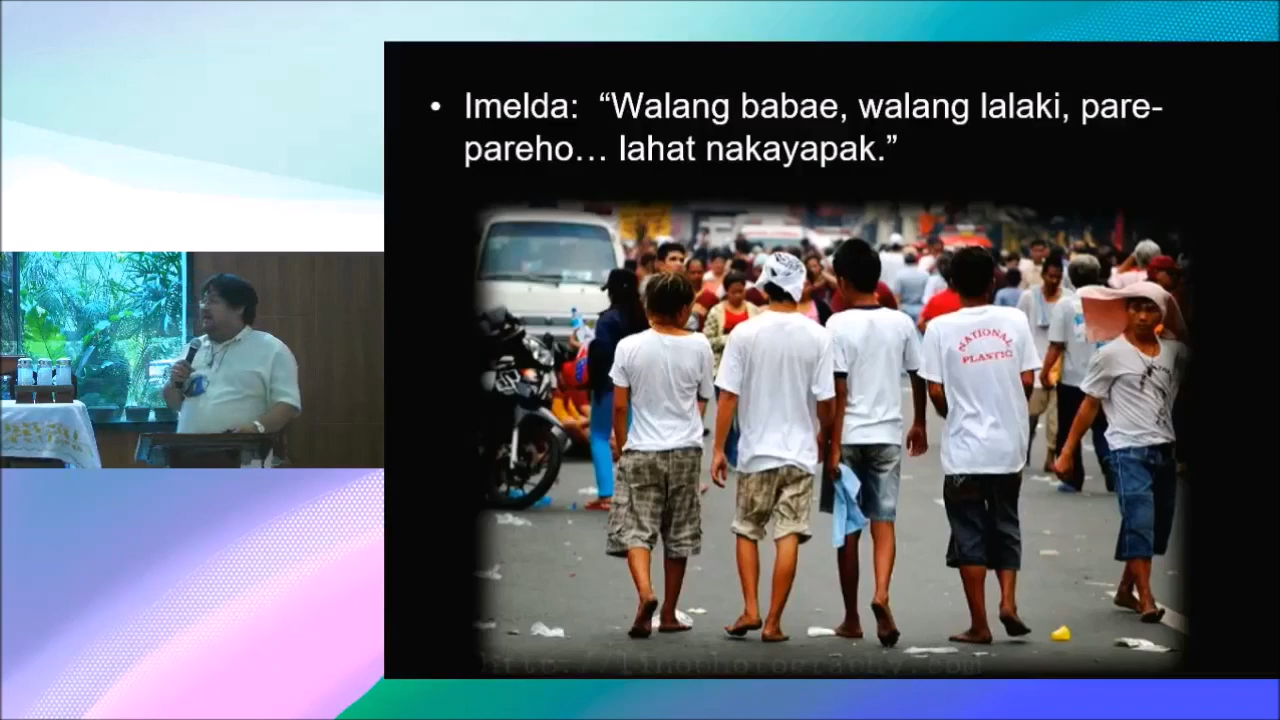 • Imelda: “Walang babae, walang lalaki, pare-
pareho… lahat nakayapak.”
NATIONAL
PLASTIC